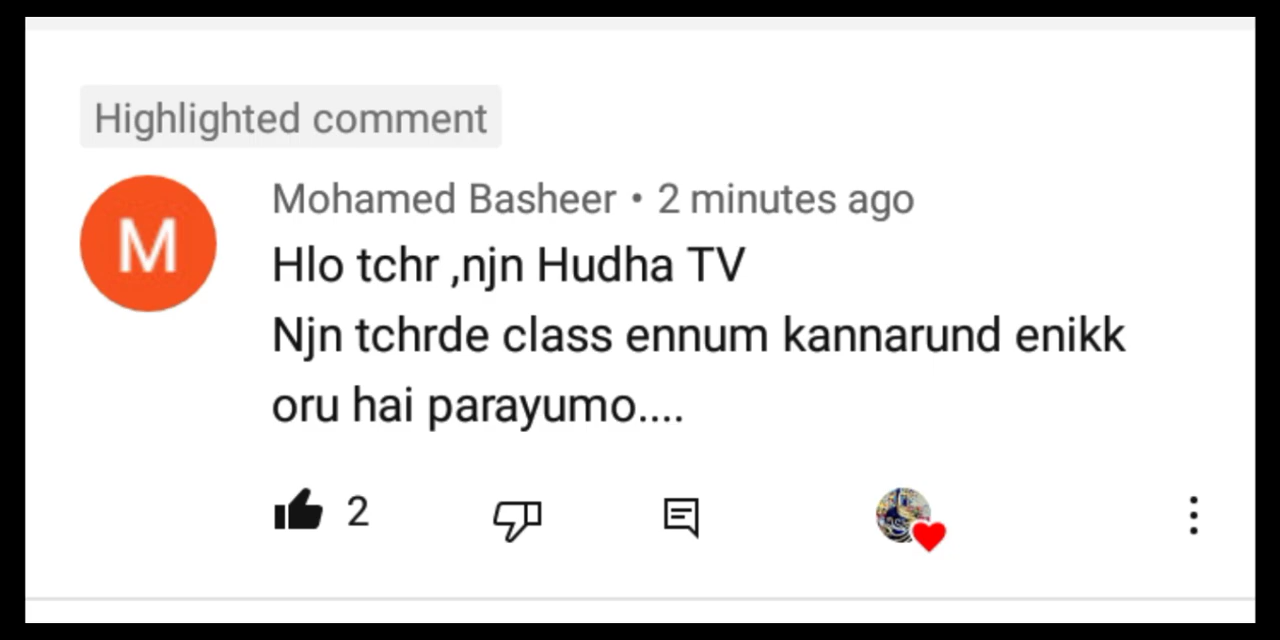 Highlighted comment
M
Mohamed Basheer • 2 minutes ago
Hlo tchr ,njn Hudha TV
Njn tchrde class ennum kannarund enikk
oru hai parayumo....
2